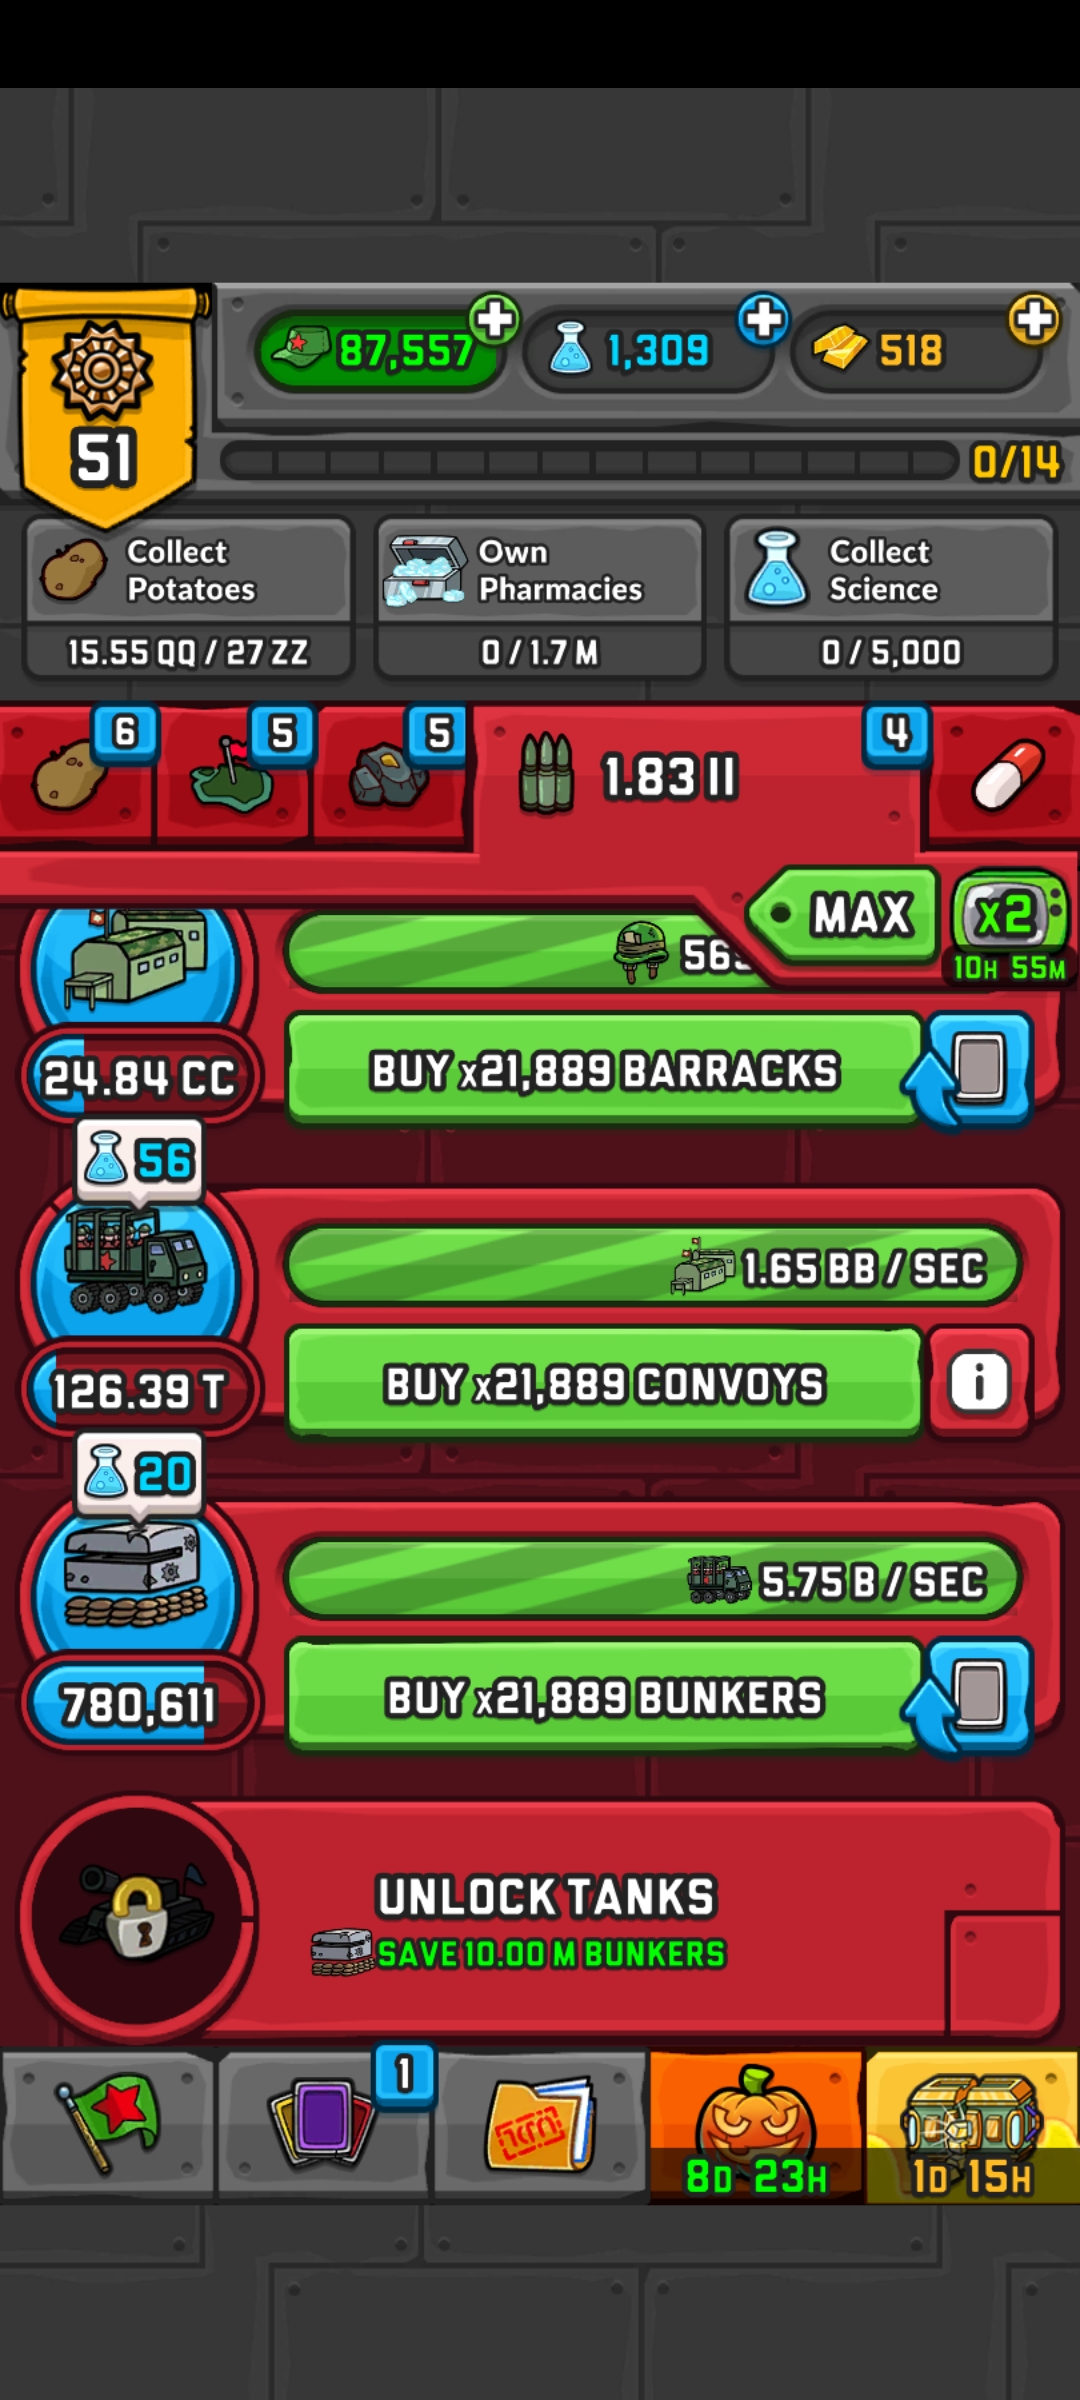 87,557
1,309
518
51
0/14
Collect
Potatoes
Own
Pharmacies
Collect
Science
15.55 QQ / 27 ZZ
0 / 1.7 M
0 / 5,000
6
5
5
1.83 II
4
MAX
x2
10H 55M
24.84 CC
BUY x21,889 BARRACKS
56
1.65 BB / SEC
126.39 T
BUY x21,889 CONVOYS
i
20
5.75 B / SEC
780,611
BUY x21,889 BUNKERS
UNLOCK TANKS
SAVE 10.00 M BUNKERS
1
8D 23H
1D 15H